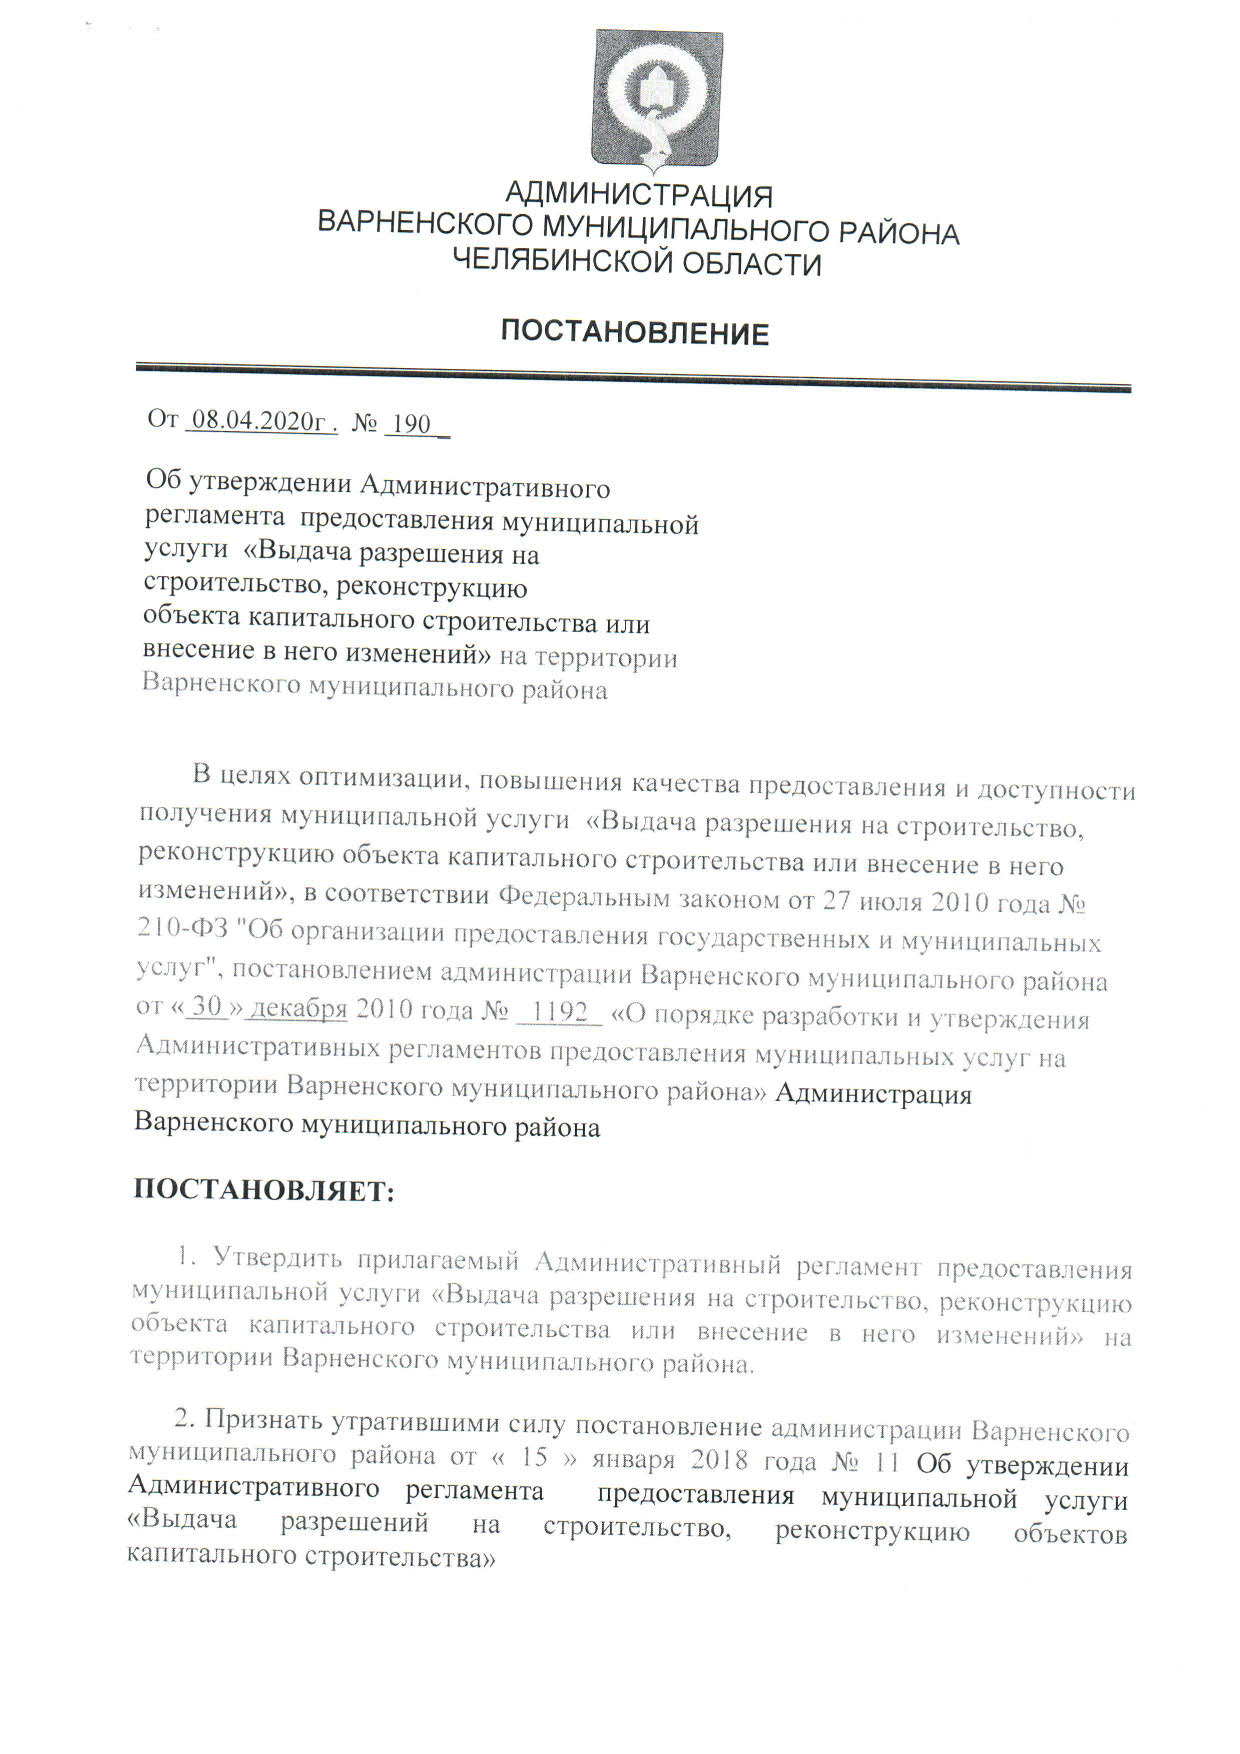 АДМИНИСТРАЦИЯ
ВАРНЕНСКОГО МУНИЦИПАЛЬНОГО РАЙОНА
ЧЕЛЯБИНСКОЙ ОБЛАСТИ
ПОСТАНОВЛЕНИЕ
От 08.04.2020г . № 190
Об утверждении Административного
регламента предоставления муниципальной
услуги «Выдача разрешения на
строительство, реконструкцию
объекта капитального строительства или
внесение в него изменений» на территории
Варненского муниципального района
В целях оптимизации, повышения качества предоставления и доступности
получения муниципальной услуги «Выдача разрешения на строительство,
реконструкцию объекта капитального строительства или внесение в него
изменений», в соответствии Федеральным законом от 27 июля 2010 года №
210-ФЗ "Об организации предоставления государственных и муниципальных
услуг", постановлением администрации Варненского муниципального района
от « 30 » декабря 2010 года № 1192 «О порядке разработки и утверждения
Административных регламентов предоставления муниципальных услуг на
территории Варненского муниципального района» Администрация
Варненского муниципального района
ПОСТАНОВЛЯЕТ:
1. Утвердить прилагаемый Административный регламент предоставления
муниципальной услуги «Выдача разрешения на строительство, реконструкцию
объекта капитального строительства или внесение в него изменений» на
территории Варненского муниципального района.
2. Признать утратившими силу постановление администрации Варненского
муниципального района от « 15 » января 2018 года № 11 Об утверждении
Административного регламента предоставления муниципальной услуги
«Выдача разрешений на строительство, реконструкцию объектов
капитального строительства»